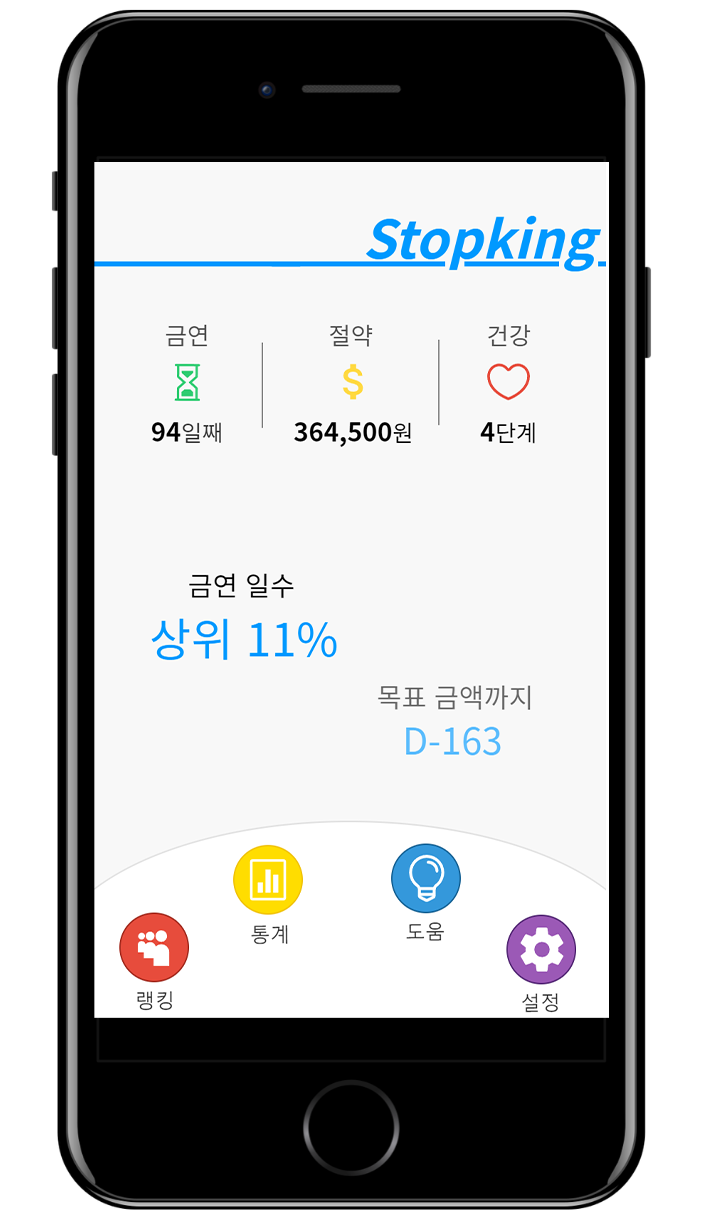 Stopking
금연
절약
건강
94일째
364,500원
4단계
금연 일수
상위 11%
목표 금액까지
D-163
통계
도움
랭킹
설정